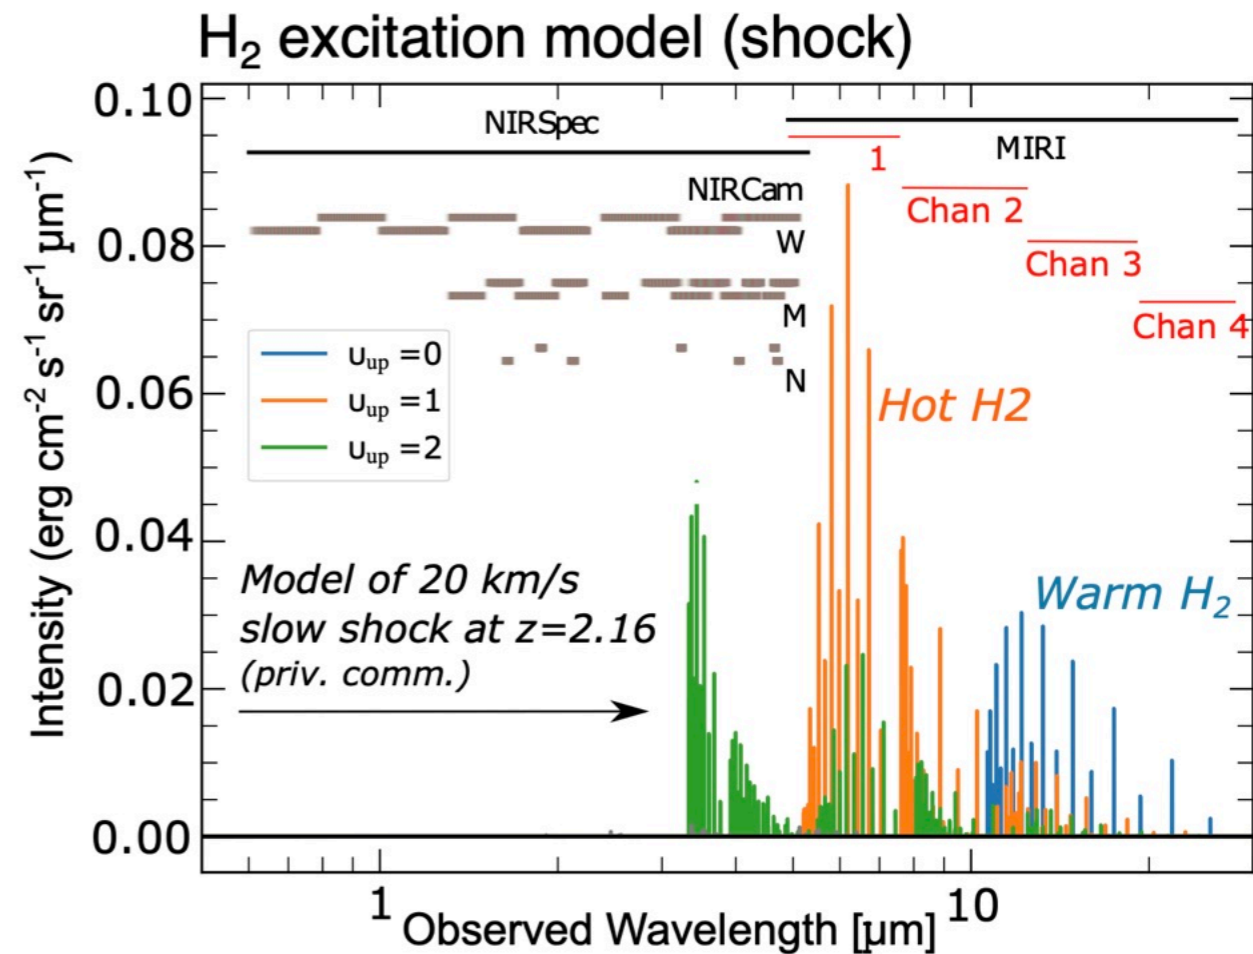 H₂ excitation model (shock)
Intensity (erg cm⁻² s⁻¹ sr⁻¹ μm⁻¹)
0.10
0.08
0.06
0.04
0.02
0.00
NIRSpec
MIRI
1
NIRCam
Chan 2
W
Chan 3
M
Chan 4
N
υ_up =0
υ_up =1
υ_up =2
Hot H2
Warm H₂
Model of 20 km/s
slow shock at z=2.16
(priv. comm.)
1
10
Observed Wavelength [μm]